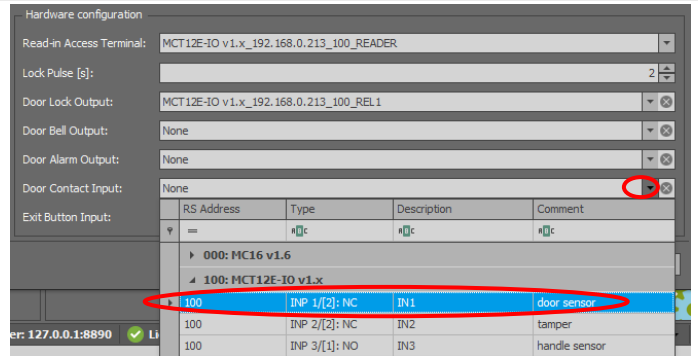 Hardware configuration
Read-in Access Terminal: MCT12E-IO v1.x_192.168.0.213_100_READER
Lock Pulse [s]: 2
Door Lock Output: MCT12E-IO v1.x_192.168.0.213_100_REL1
Door Bell Output: None
Door Alarm Output: None
Door Contact Input: None
Exit Button Input:
RS Address Type Description Comment
= ABC ABC ABC
000: MC16 v1.6
100: MCT12E-IO v1.x
100 INP 1/[2]: NC IN1 door sensor
100 INP 2/[2]: NC IN2 tamper
100 INP 3/[1]: NO IN3 handle sensor
er: 127.0.0.1:8890 Li